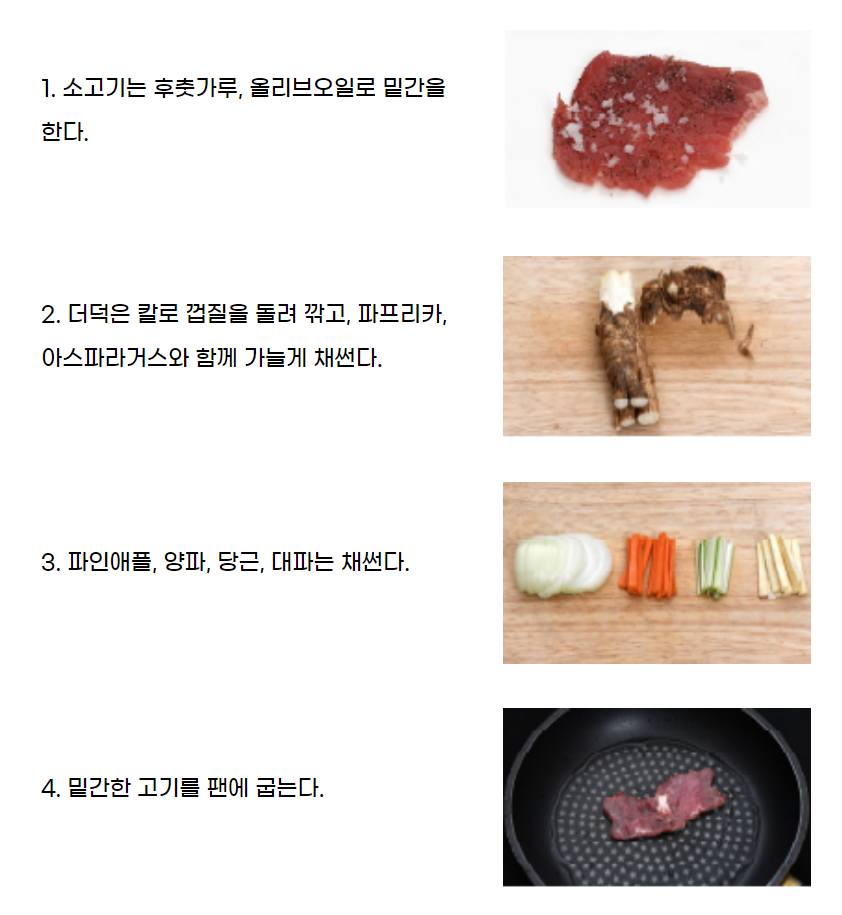 1. 소고기는 후춧가루, 올리브오일로 밑간을
한다.
2. 더덕은 칼로 껍질을 돌려 깎고, 파프리카,
아스파라거스와 함께 가늘게 채썬다.
3. 파인애플, 양파, 당근, 대파는 채썬다.
4. 밑간한 고기를 팬에 굽는다.